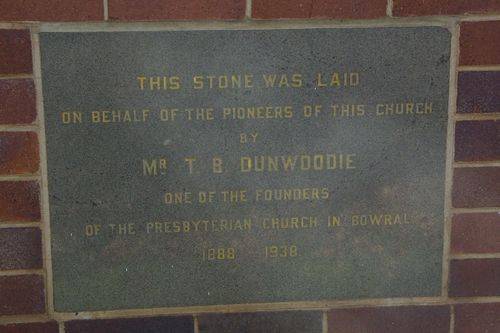 THIS STONE WAS LAID
ON BEHALF OF THE PIONEERS OF THIS CHURCH
BY
MR T. B. DUNWOODIE
ONE OF THE FOUNDERS
OF THE PRESBYTERIAN CHURCH IN BOWRAL
1888 1938